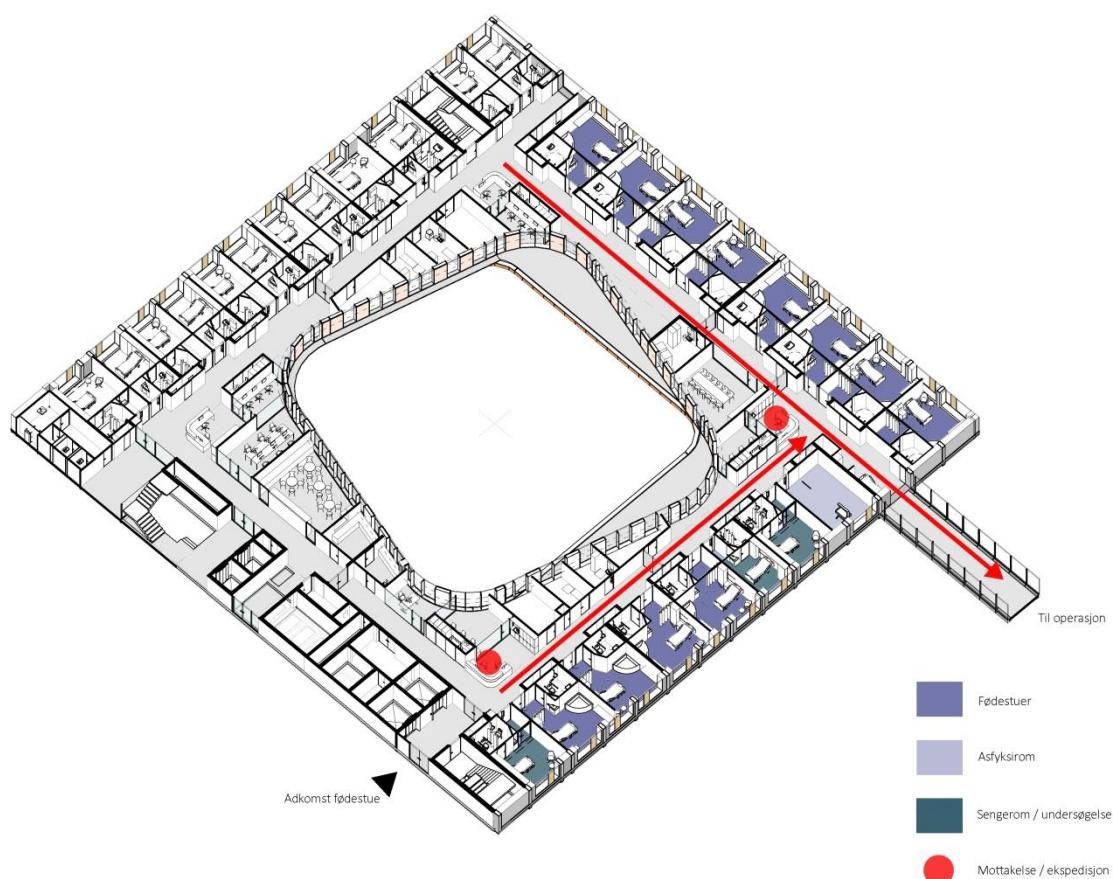 Til operasjon
Fødestuer
Asfyksirom
Sengerom / undersøgelse
Adkomst fødestue
Mottakelse / ekspedisjon